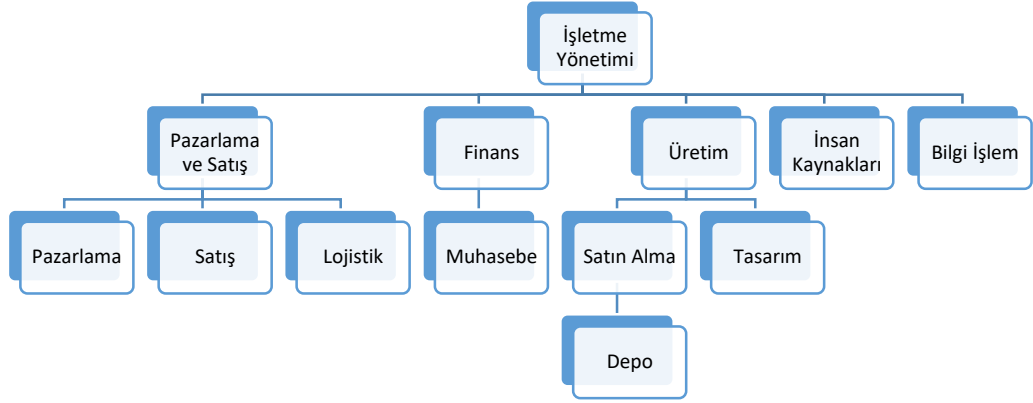 İşletme
Yönetimi
Pazarlama
ve Satış
Finans
Üretim
İnsan
Kaynakları
Bilgi İşlem
Pazarlama
Satış
Lojistik
Muhasebe
Satın Alma
Tasarım
Depo